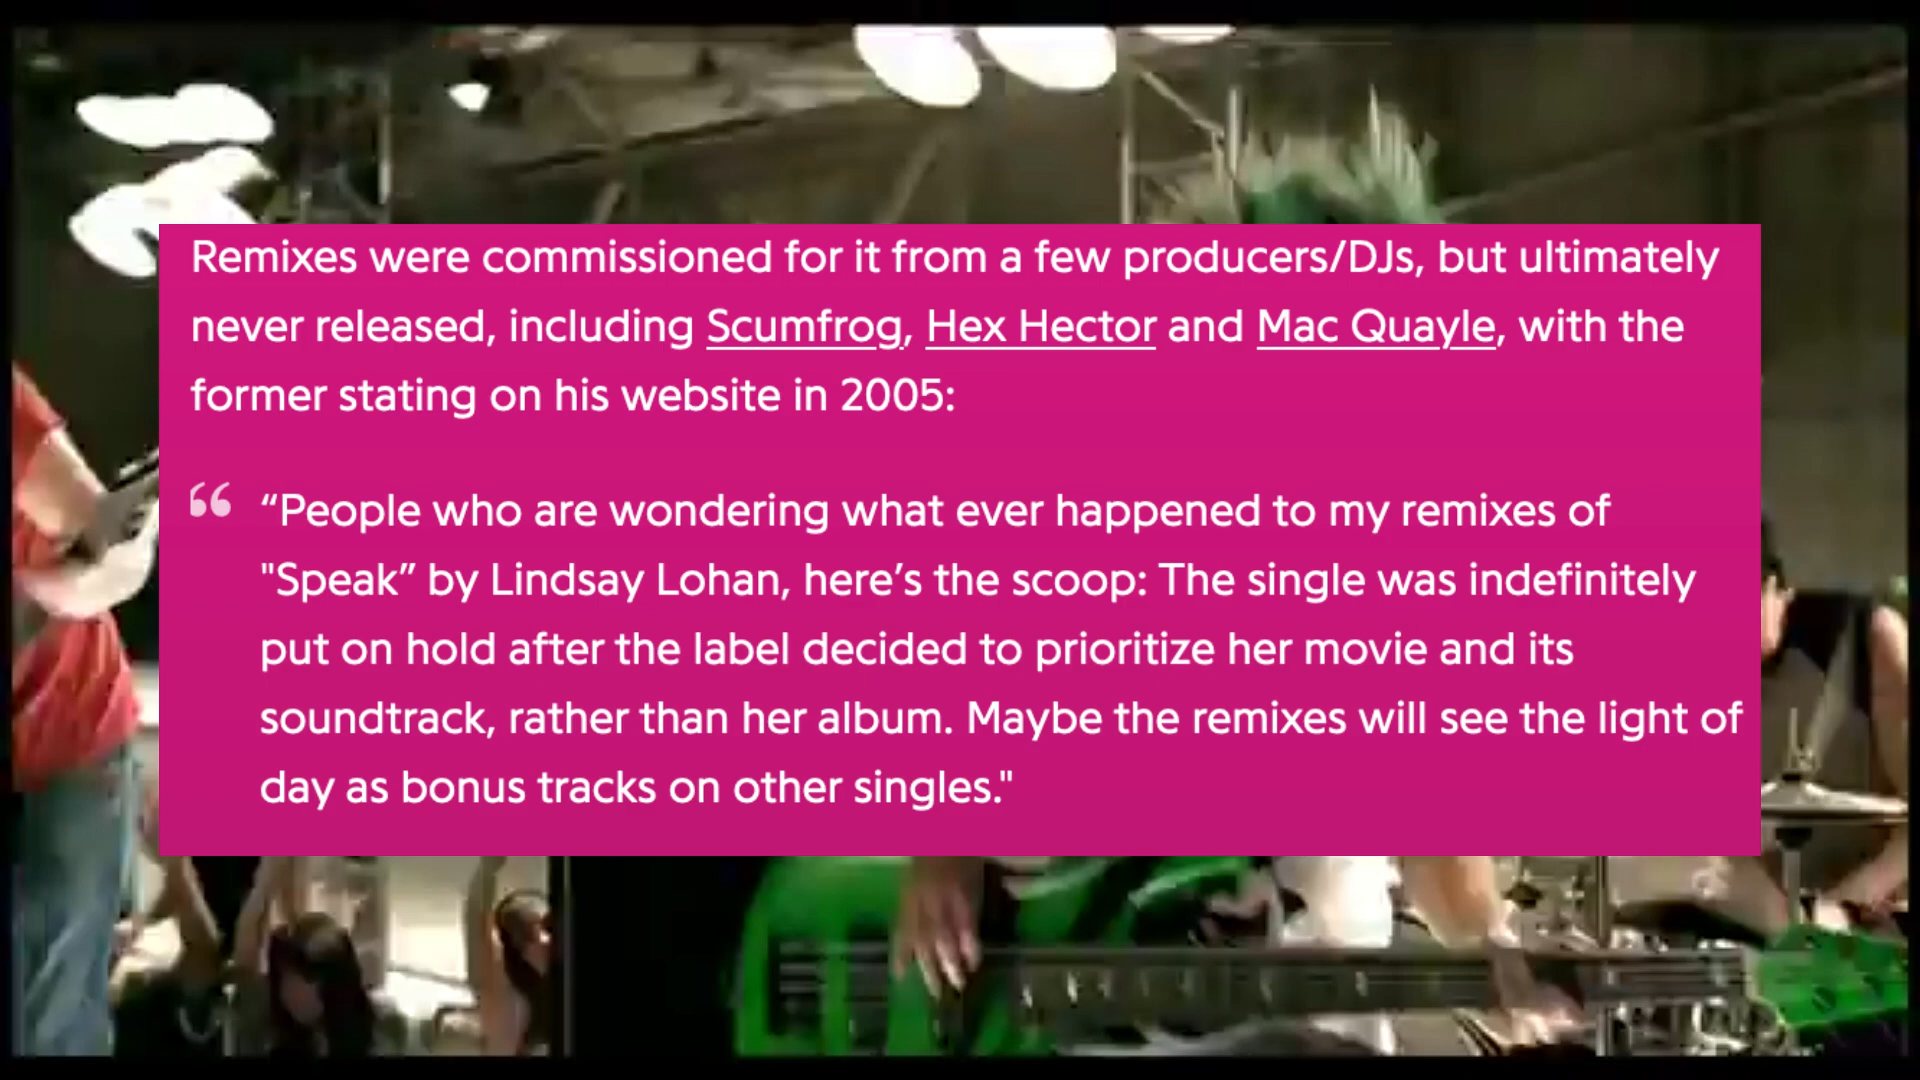 Remixes were commissioned for it from a few producers/DJs, but ultimately
never released, including Scumfrog, Hex Hector and Mac Quayle, with the
former stating on his website in 2005:
“
“People who are wondering what ever happened to my remixes of
"Speak” by Lindsay Lohan, here’s the scoop: The single was indefinitely
put on hold after the label decided to prioritize her movie and its
soundtrack, rather than her album. Maybe the remixes will see the light of
day as bonus tracks on other singles."